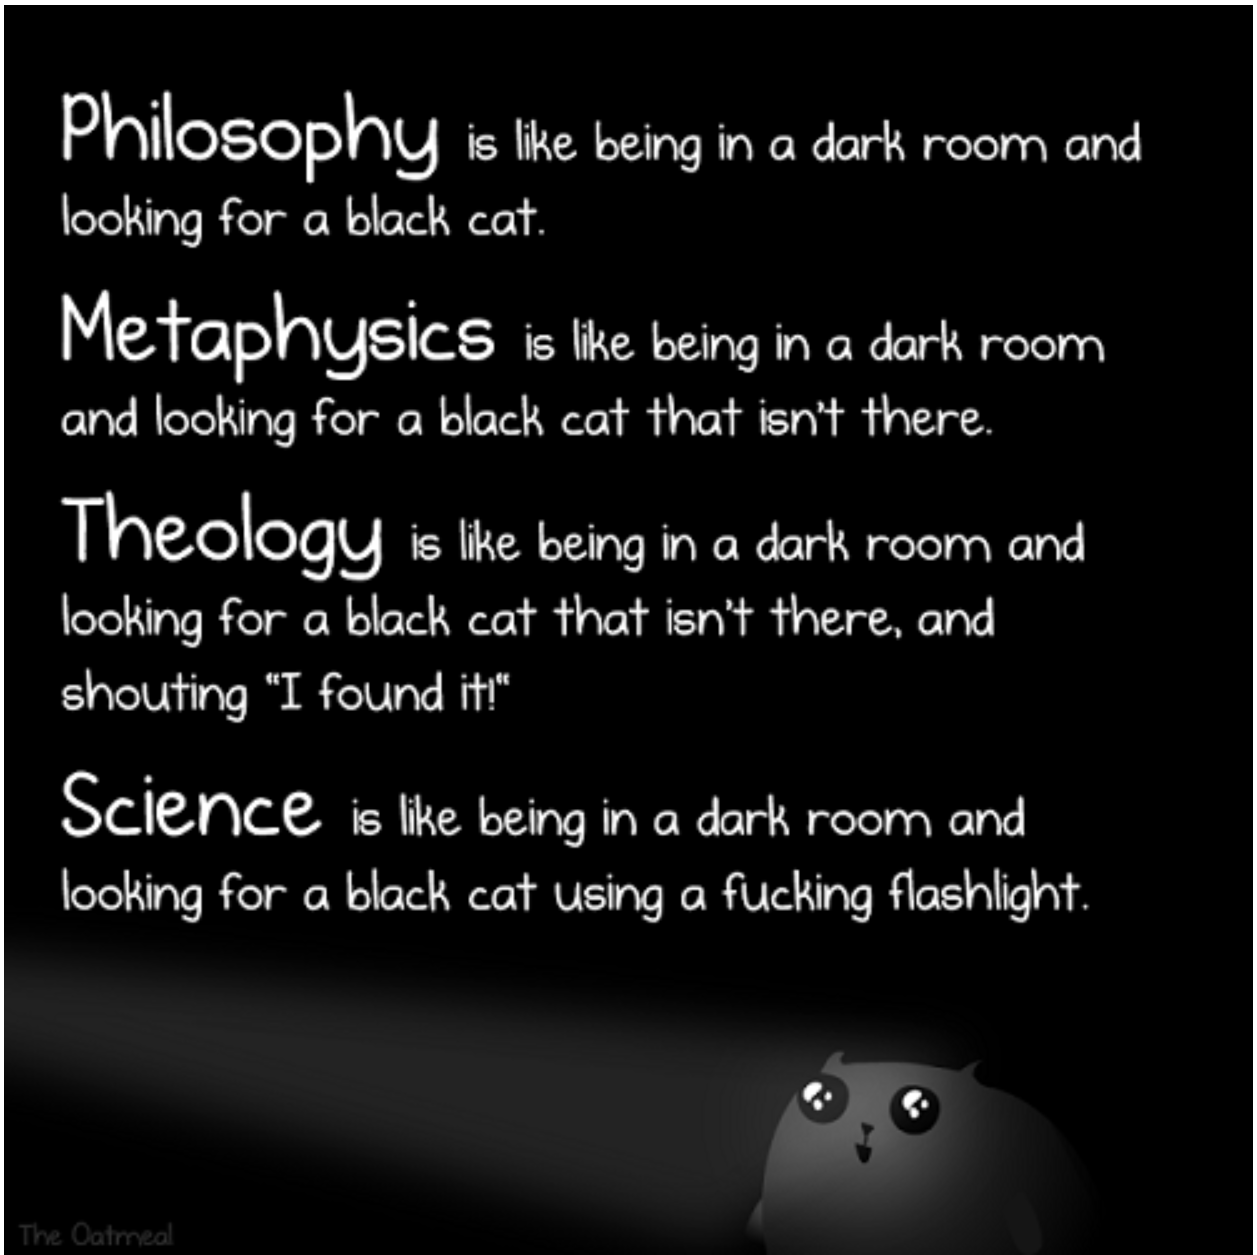 Philosophy is like being in a dark room and
looking for a black cat.
Metaphysics is like being in a dark room
and looking for a black cat that isn't there.
Theology is like being in a dark room and
looking for a black cat that isn't there, and
shouting “I found it!“
Science is like being in a dark room and
looking for a black cat using a fucking flashlight.
The Oatmeal